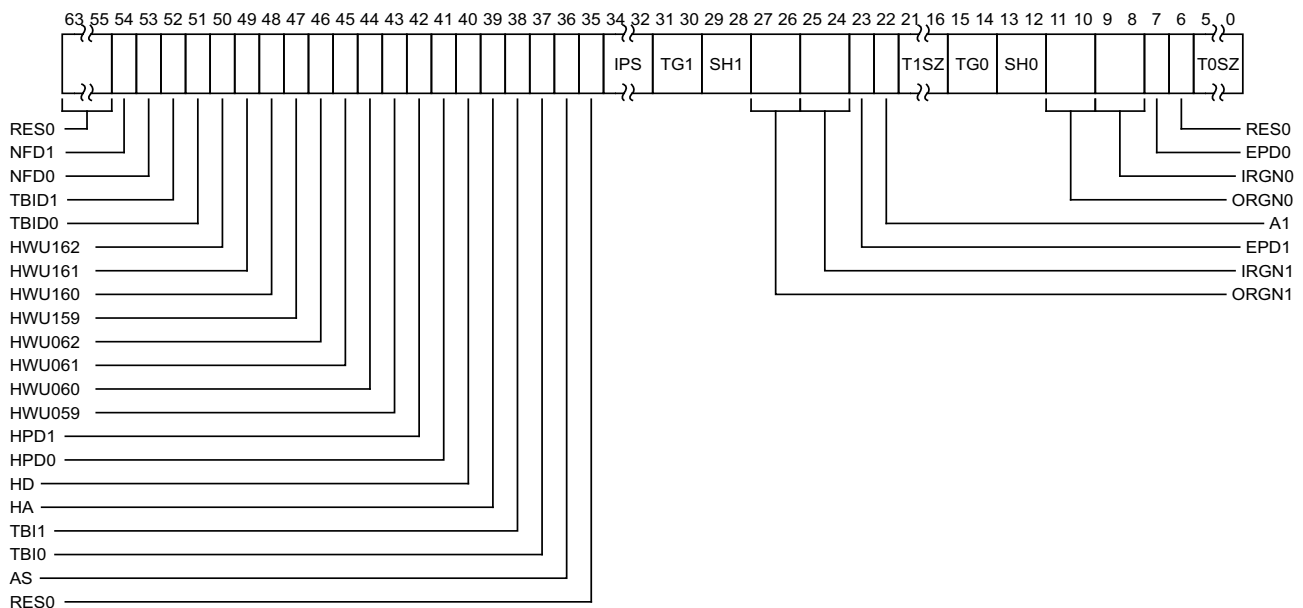 63 55 54 53 52 51 50 49 48 47 46 45 44 43 42 41 40 39 38 37 36 35 34 32 31 30 29 28 27 26 25 24 23 22 21 16 15 14 13 12 11 10 9 8 7 6 5 0
IPS TG1 SH1 T1SZ TG0 SH0 T0SZ
RES0
NFD1
NFD0
TBID1
TBID0
HWU162
HWU161
HWU160
HWU159
HWU062
HWU061
HWU060
HWU059
HPD1
HPD0
HD
HA
TBI1
TBI0
AS
RES0
RES0
EPD0
IRGN0
ORGN0
A1
EPD1
IRGN1
ORGN1